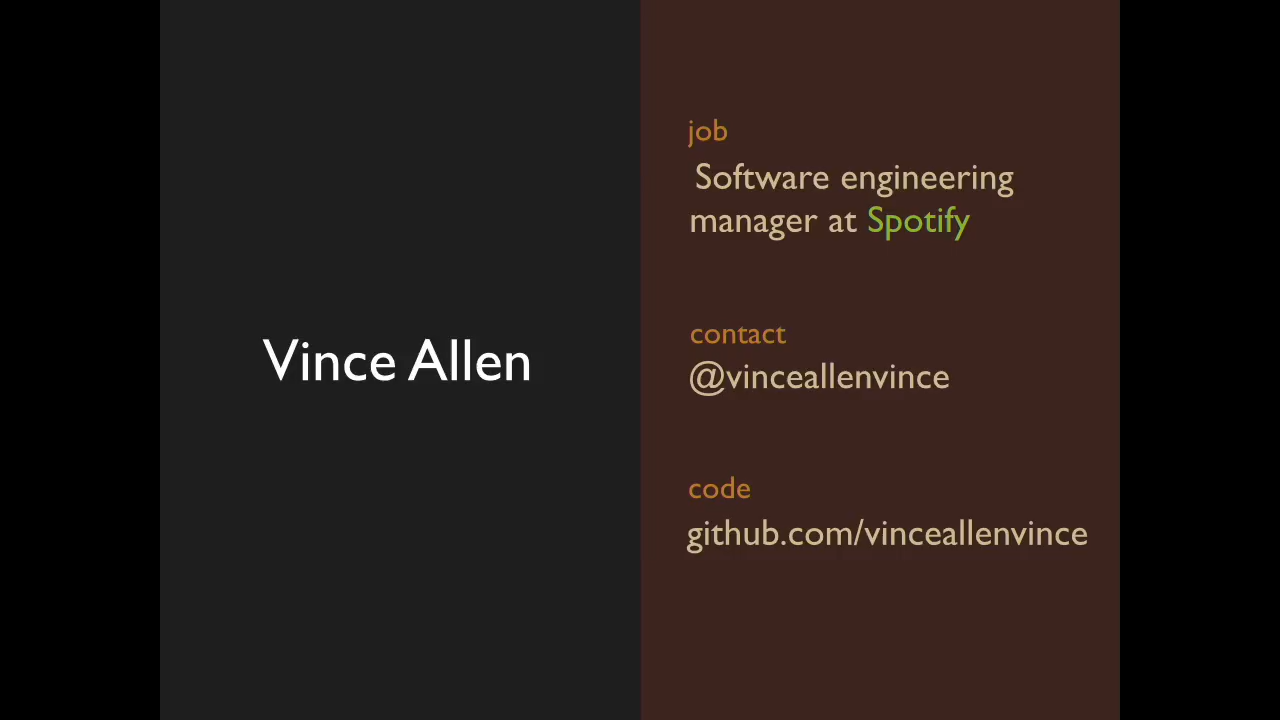 Vince Allen
job
Software engineering
manager at Spotify
contact
@vinceallenvince
code
github.com/vinceallenvince